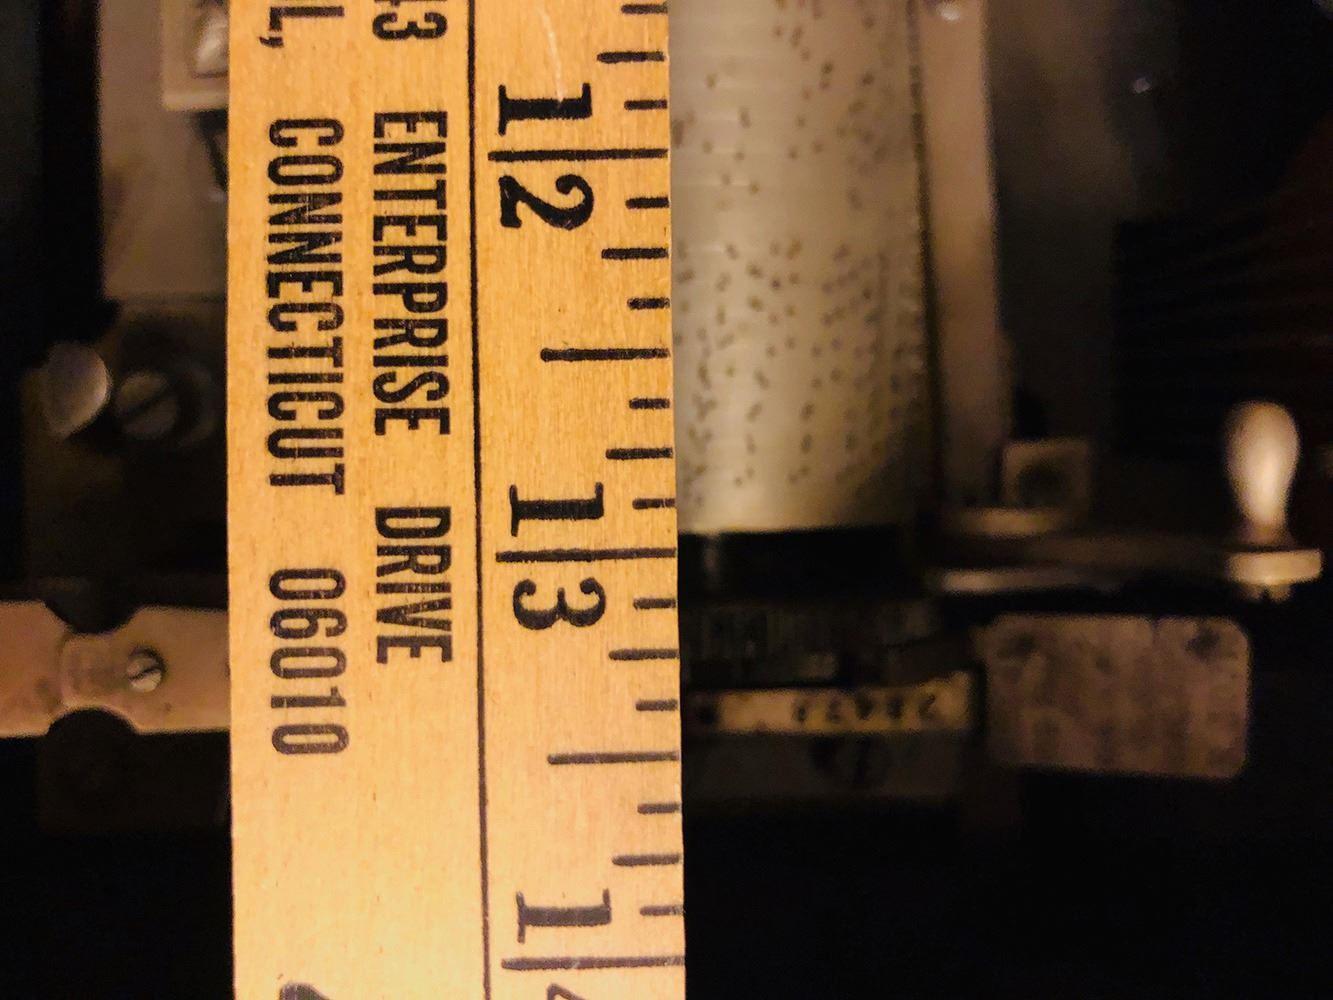 43 ENTERPRISE DRIVE
L, CONNECTICUT 06010
12
13
14